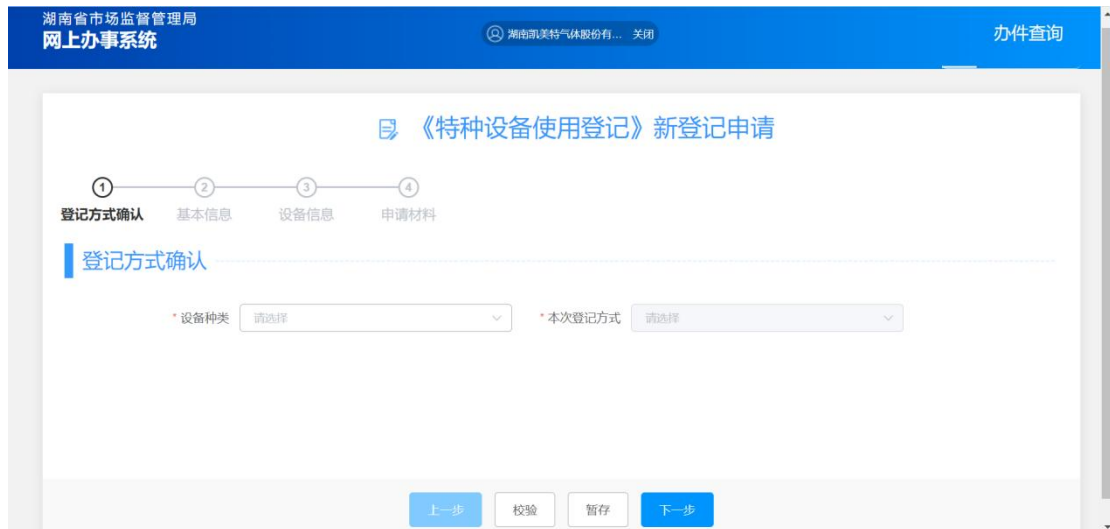 湖南省市场监督管理局
网上办事系统
湖南凯美特气体股份有... 关闭
办件查询
《特种设备使用登记》新登记申请
1 2 3 4
登记方式确认 基本信息 设备信息 申请材料
登记方式确认
*设备种类 请选择 *本次登记方式 请选择
上一步 校验 暂存 下一步